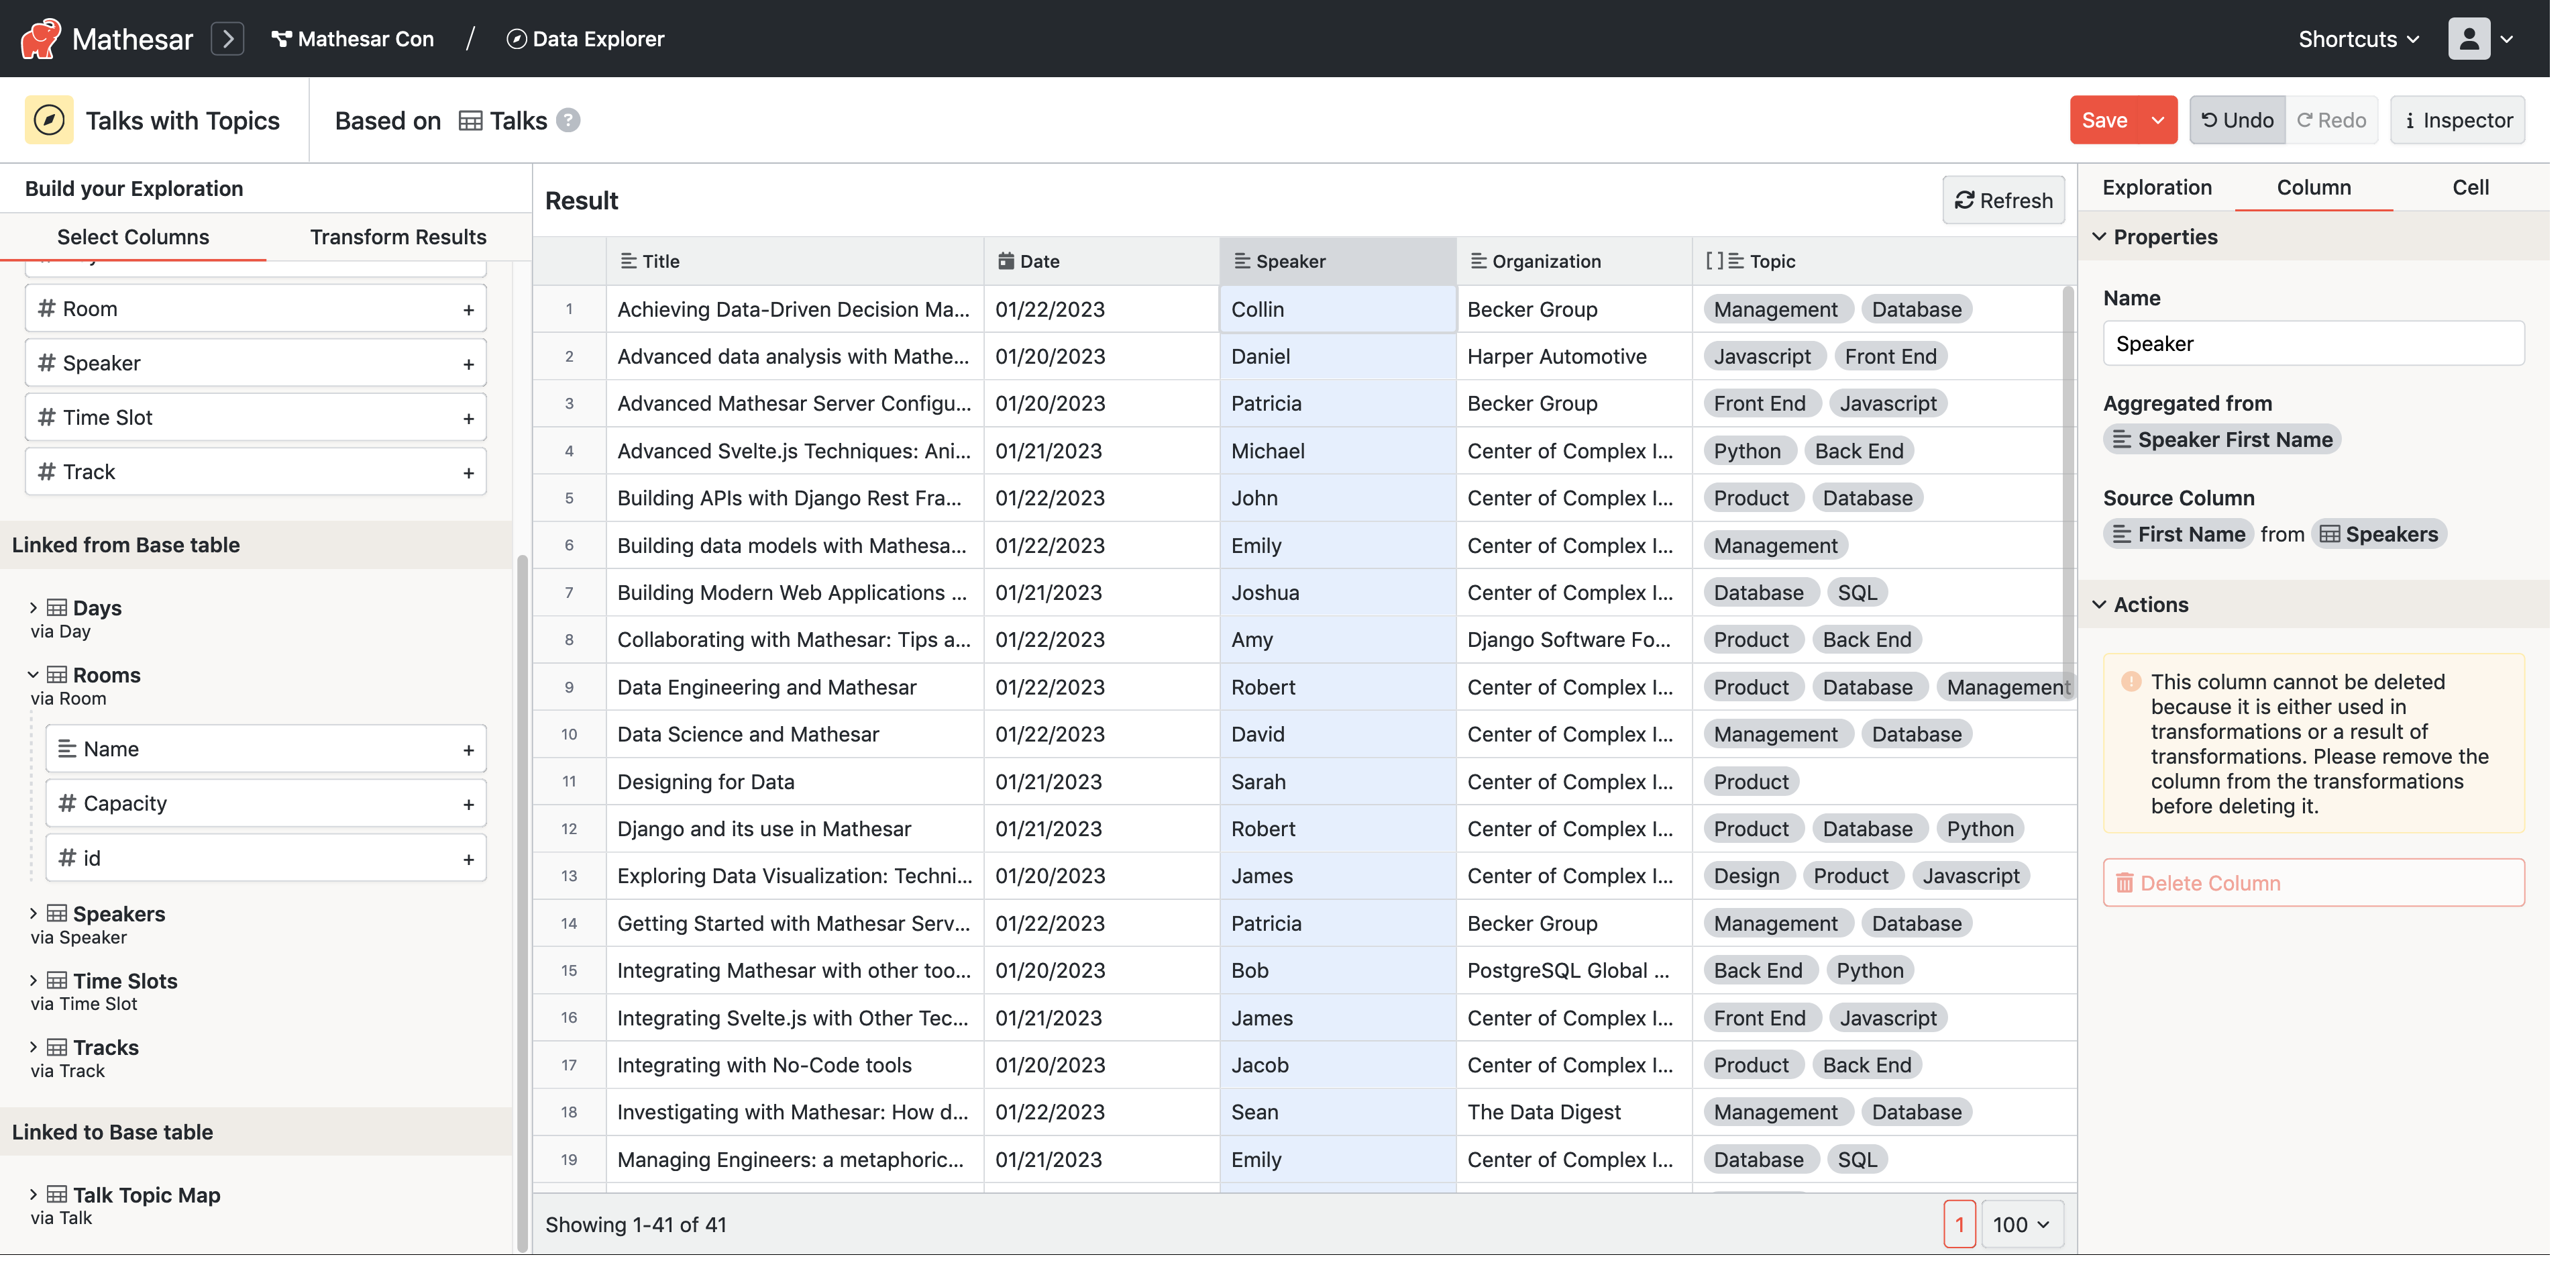 Mathesar
Mathesar Con / Data Explorer
Shortcuts
Talks with Topics
Based on Talks ?
Save
Undo
Redo
i Inspector
Build your Exploration
Select Columns
Transform Results
# Room +
# Speaker +
# Time Slot +
# Track +
Linked from Base table
Days
via Day
Rooms
via Room
Name +
# Capacity +
# id +
Speakers
via Speaker
Time Slots
via Time Slot
Tracks
via Track
Linked to Base table
Talk Topic Map
via Talk
Result
Refresh
Title Date Speaker Organization [ ] Topic
1 Achieving Data-Driven Decision Ma... 01/22/2023 Collin Becker Group Management Database
2 Advanced data analysis with Mathe... 01/20/2023 Daniel Harper Automotive Javascript Front End
3 Advanced Mathesar Server Configu... 01/20/2023 Patricia Becker Group Front End Javascript
4 Advanced Svelte.js Techniques: Ani... 01/21/2023 Michael Center of Complex I... Python Back End
5 Building APIs with Django Rest Fra... 01/22/2023 John Center of Complex I... Product Database
6 Building data models with Mathesa... 01/22/2023 Emily Center of Complex I... Management
7 Building Modern Web Applications ... 01/21/2023 Joshua Center of Complex I... Database SQL
8 Collaborating with Mathesar: Tips a... 01/22/2023 Amy Django Software Fo... Product Back End
9 Data Engineering and Mathesar 01/22/2023 Robert Center of Complex I... Product Database Management
10 Data Science and Mathesar 01/22/2023 David Center of Complex I... Management Database
11 Designing for Data 01/21/2023 Sarah Center of Complex I... Product
12 Django and its use in Mathesar 01/21/2023 Robert Center of Complex I... Product Database Python
13 Exploring Data Visualization: Techni... 01/20/2023 James Center of Complex I... Design Product Javascript
14 Getting Started with Mathesar Serv... 01/22/2023 Patricia Becker Group Management Database
15 Integrating Mathesar with other too... 01/20/2023 Bob PostgreSQL Global ... Back End Python
16 Integrating Svelte.js with Other Tec... 01/21/2023 James Center of Complex I... Front End Javascript
17 Integrating with No-Code tools 01/20/2023 Jacob Center of Complex I... Product Back End
18 Investigating with Mathesar: How d... 01/22/2023 Sean The Data Digest Management Database
19 Managing Engineers: a metaphoric... 01/21/2023 Emily Center of Complex I... Database SQL
Showing 1-41 of 41
1
100
Exploration
Column
Cell
Properties
Name
Speaker
Aggregated from
Speaker First Name
Source Column
First Name from Speakers
Actions
This column cannot be deleted
because it is either used in
transformations or a result of
transformations. Please remove the
column from the transformations
before deleting it.
Delete Column